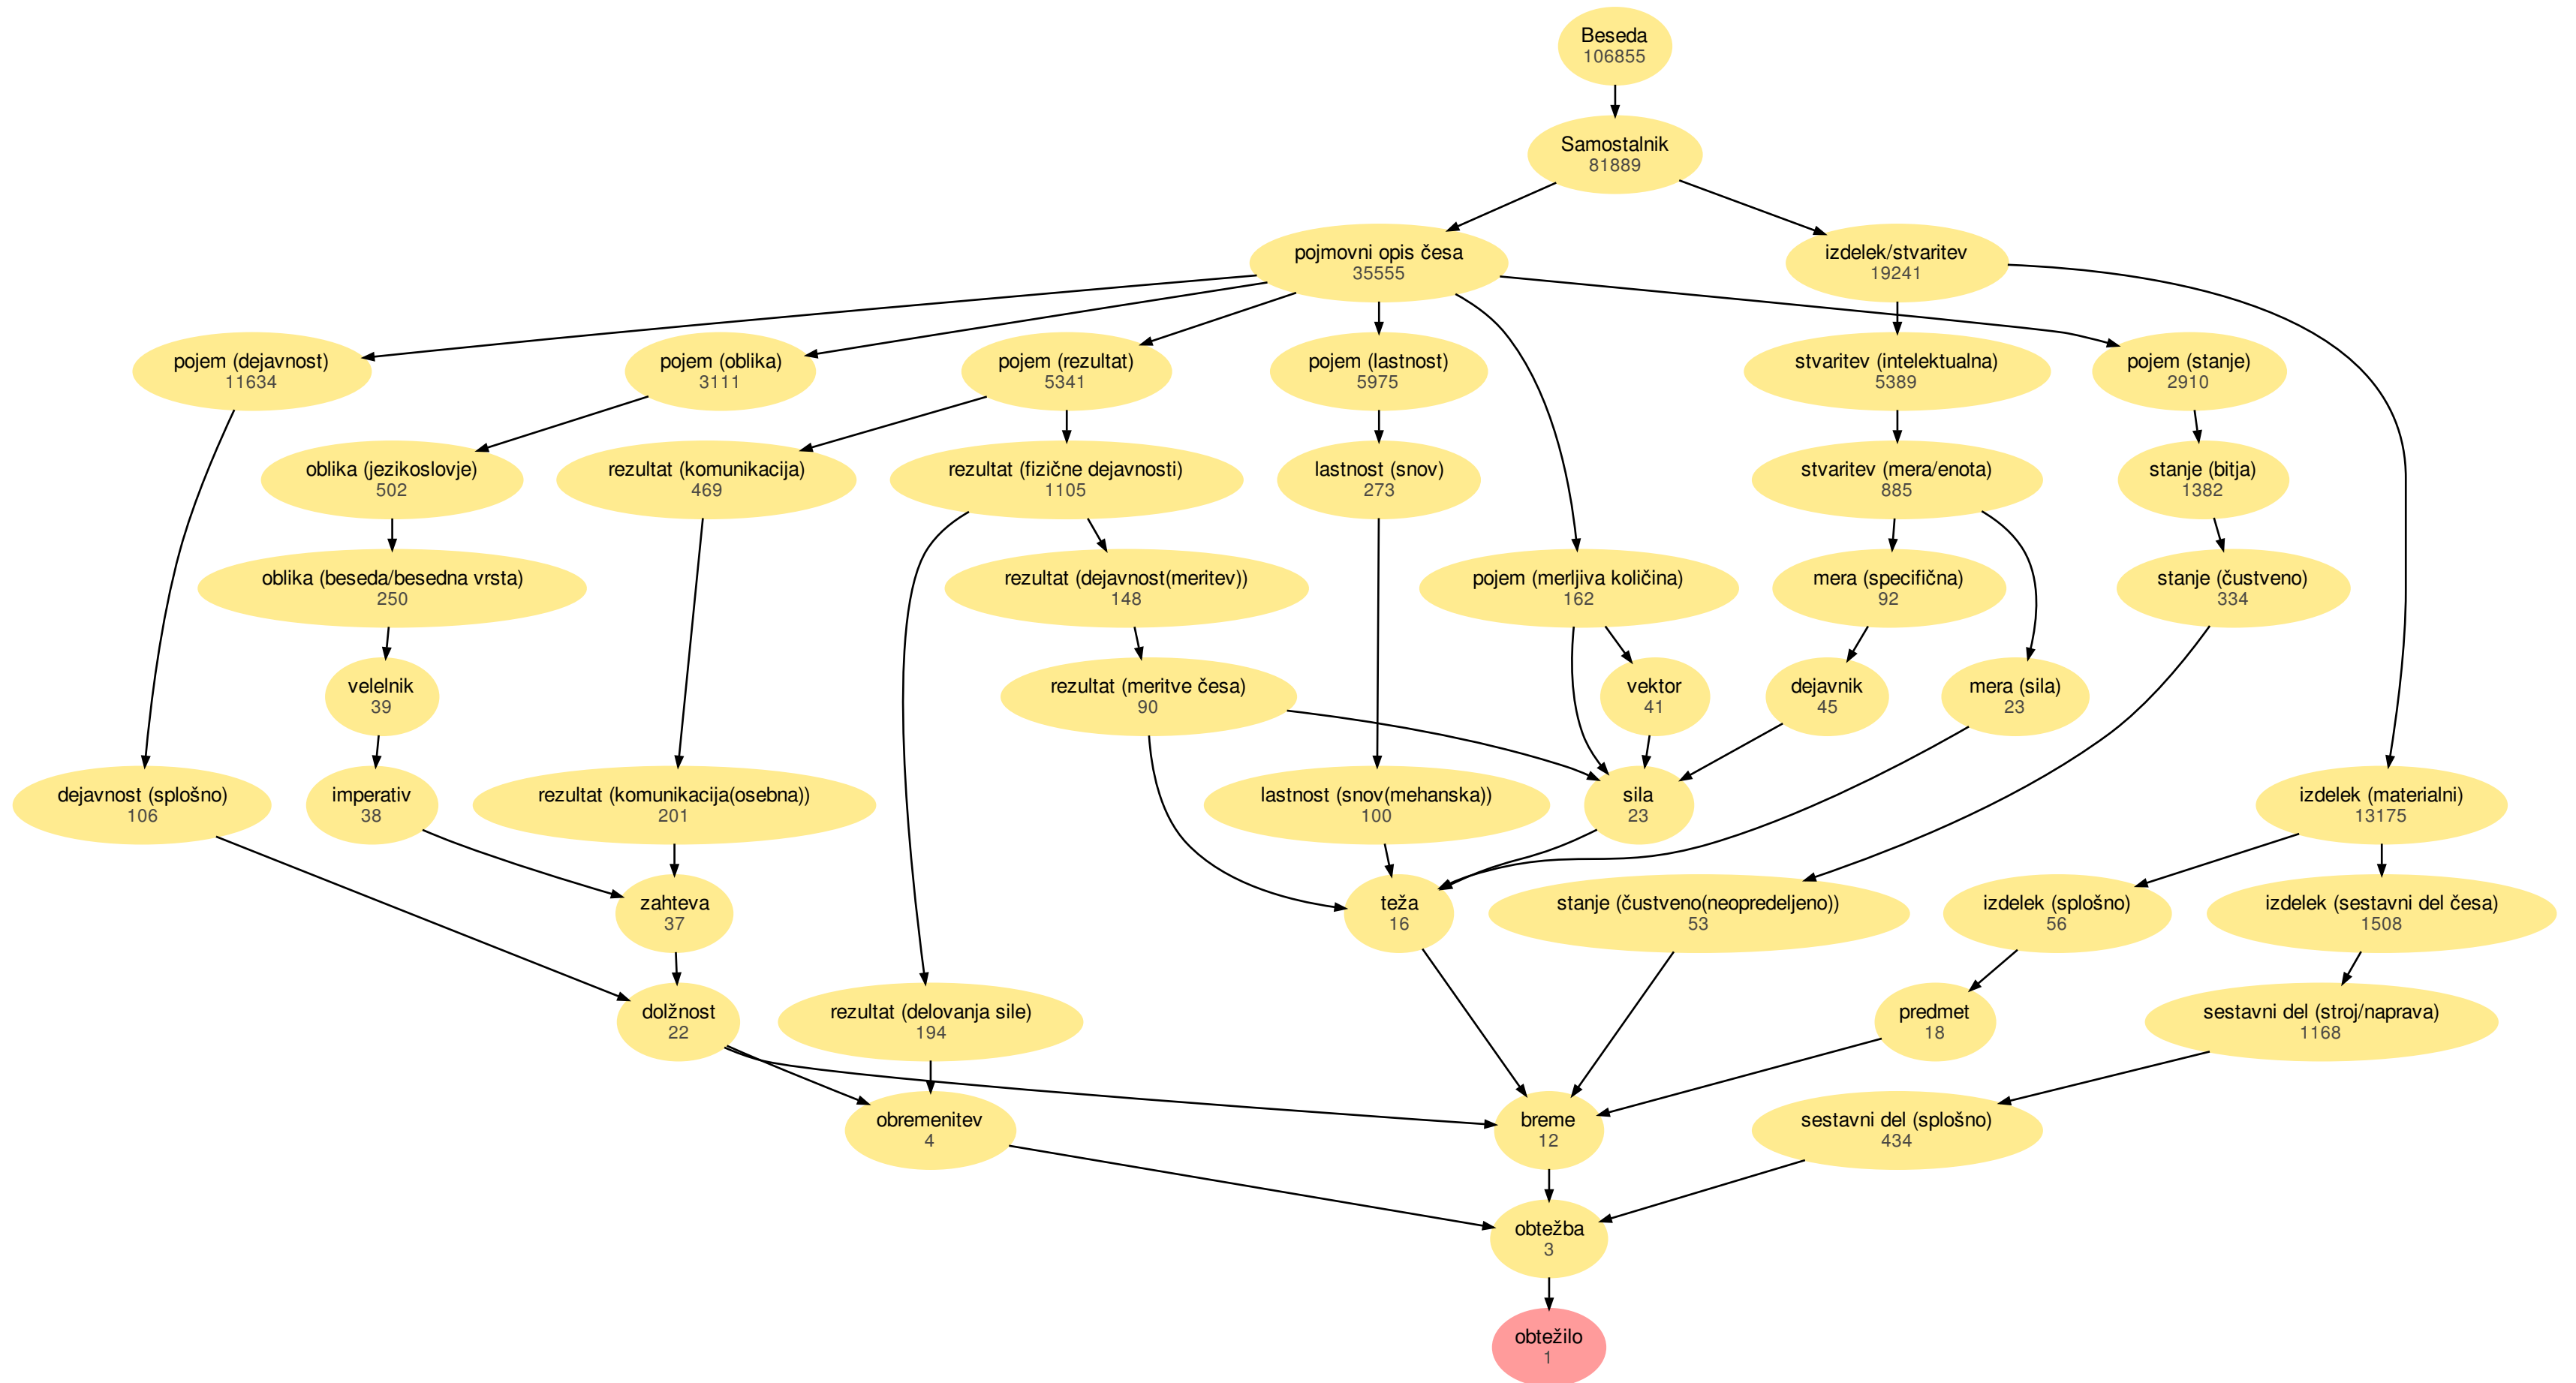 Beseda
106855
Samostalnik
81889
pojmovni opis česa
35555
izdelek/stvaritev
19241
pojem (dejavnost)
11634
pojem (oblika)
3111
pojem (rezultat)
5341
pojem (lastnost)
5975
stvaritev (intelektualna)
5389
pojem (stanje)
2910
oblika (jezikoslovje)
502
rezultat (komunikacija)
469
rezultat (fizične dejavnosti)
1105
lastnost (snov)
273
stvaritev (mera/enota)
885
stanje (bitja)
1382
oblika (beseda/besedna vrsta)
250
rezultat (dejavnost(meritev))
148
pojem (merljiva količina)
162
mera (specifična)
92
stanje (čustveno)
334
velelnik
39
rezultat (meritve česa)
90
vektor
41
dejavnik
45
mera (sila)
23
dejavnost (splošno)
106
imperativ
38
rezultat (komunikacija(osebna))
201
lastnost (snov(mehanska))
100
sila
23
izdelek (materialni)
13175
zahteva
37
teža
16
stanje (čustveno(neopredeljeno))
53
izdelek (splošno)
56
izdelek (sestavni del česa)
1508
dolžnost
22
rezultat (delovanja sile)
194
predmet
18
sestavni del (stroj/naprava)
1168
obremenitev
4
breme
12
sestavni del (splošno)
434
obtežba
3
obtežilo
1